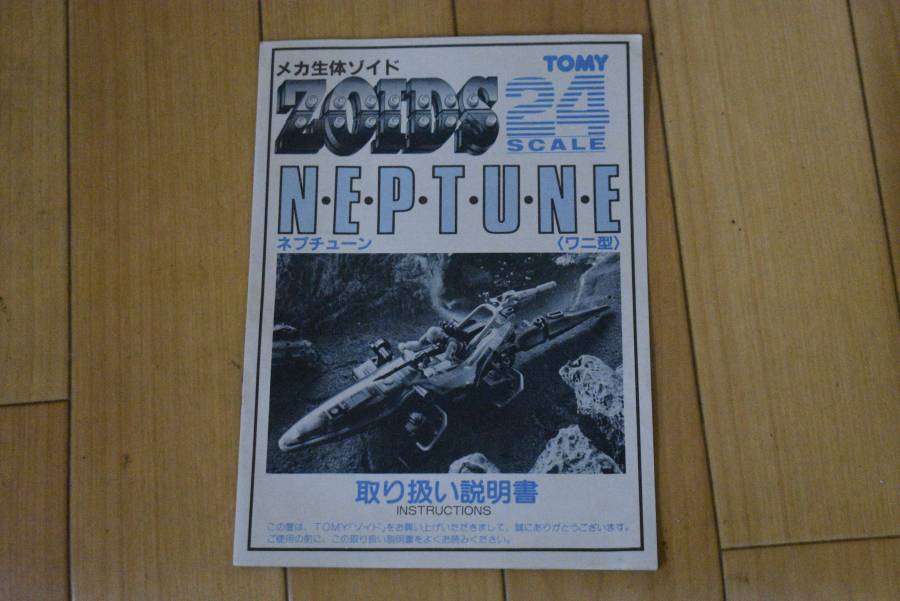 メカ生体ゾイド
TOMY
ZOIDS
24
SCALE
N・E・P・T・U・N・E
ネプチューン
〈ワニ型〉
取り扱い説明書
INSTRUCTIONS
この度は、TOMY「ゾイド」をお買い上げいただきまして、誠にありがとうございます。
ご使用の前に、この取り扱い説明書をよくお読みください。